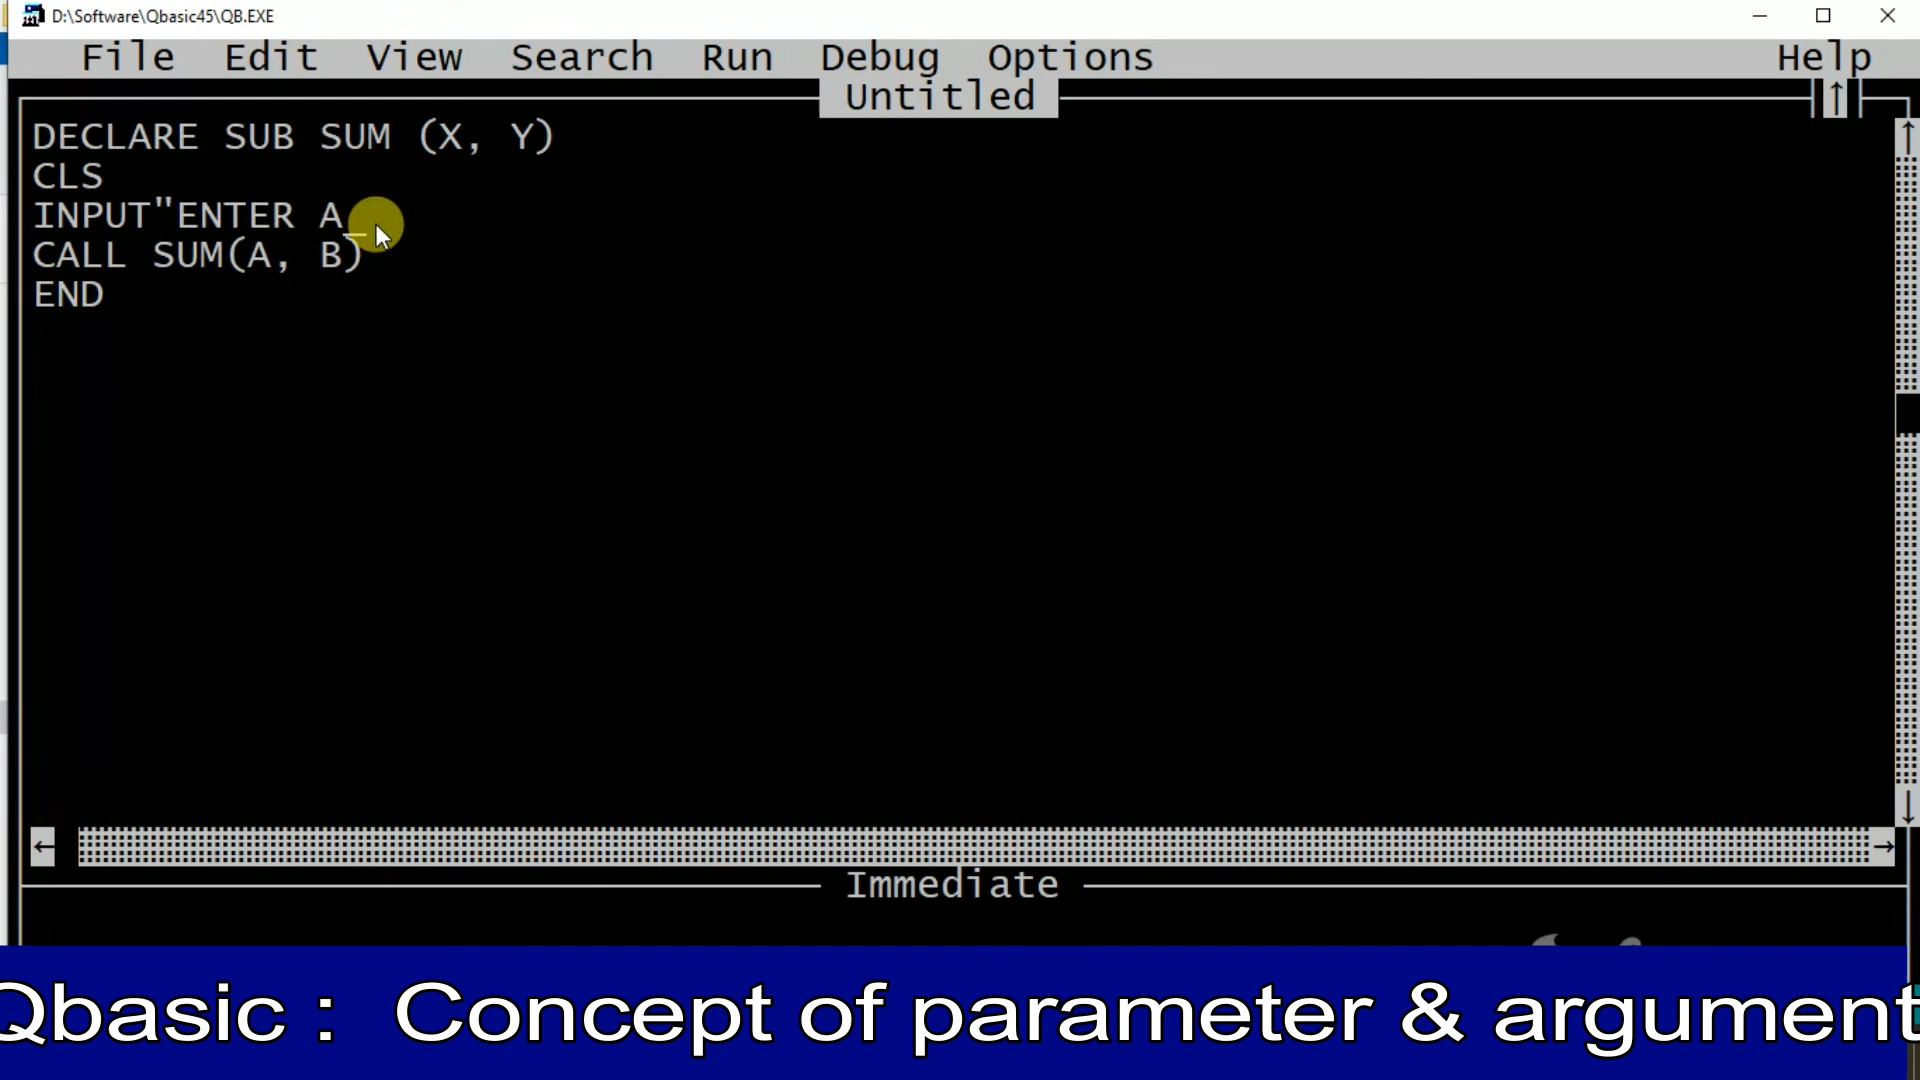 D:\Software\Qbasic45\QB.EXE
File Edit View Search Run Debug Options Help
Untitled
DECLARE SUB SUM (X, Y)
CLS
INPUT"ENTER A_
CALL SUM(A, B)
END
Immediate
Qbasic : Concept of parameter & argument